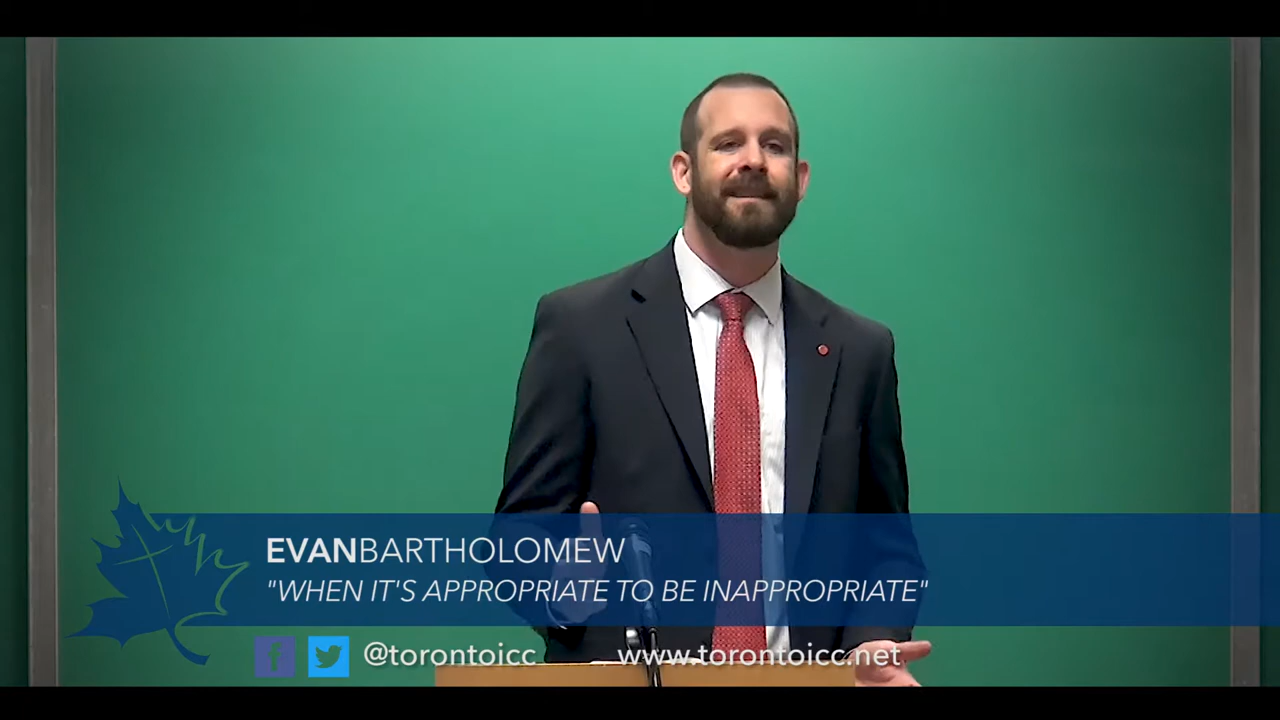 EVANBARTHOLOMEW
"WHEN IT'S APPROPRIATE TO BE INAPPROPRIATE"
@torontoicc www.torontoicc.net